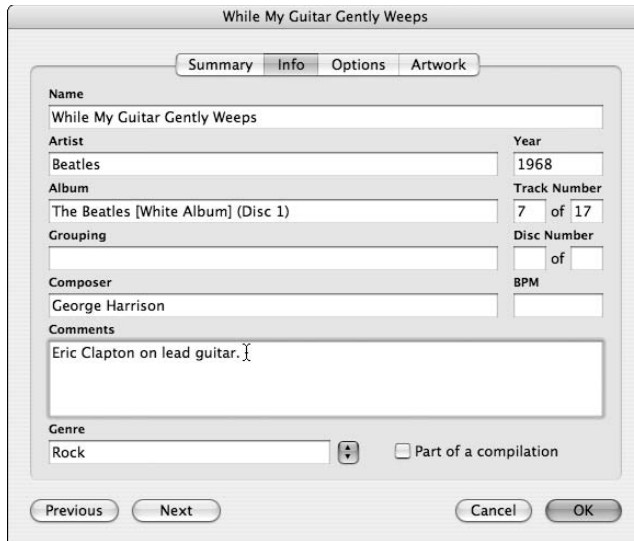 While My Guitar Gently Weeps
Summary Info Options Artwork
Name
While My Guitar Gently Weeps
Artist Year
Beatles 1968
Album Track Number
The Beatles [White Album] (Disc 1) 7 of 17
Grouping Disc Number
of
Composer BPM
George Harrison
Comments
Eric Clapton on lead guitar.
Genre
Rock Part of a compilation
Previous Next Cancel OK